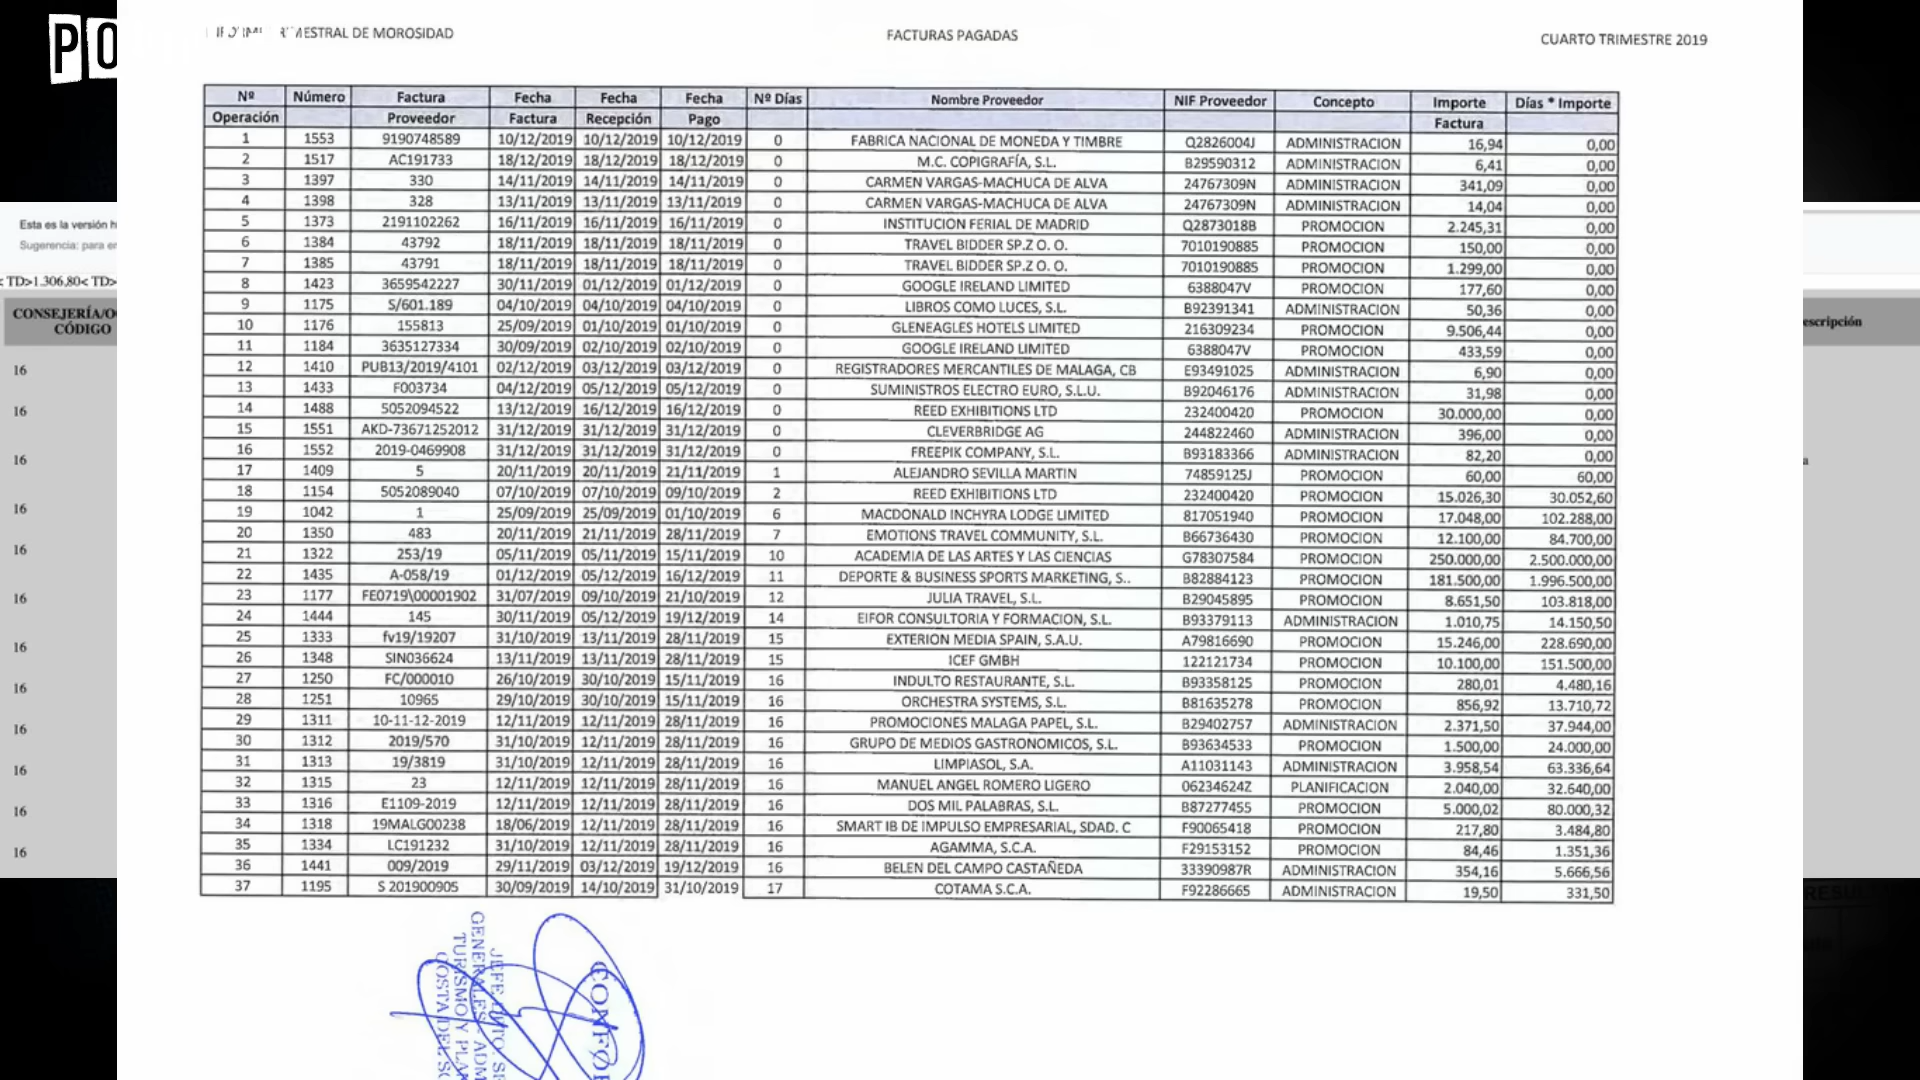 PO
MESTRAL DE MOROSIDAD
FACTURAS PAGADAS
CUARTO TRIMESTRE 2019
Nº Operación Número Factura Proveedor Fecha Factura Fecha Recepción Fecha Pago Nº Días Nombre Proveedor NIF Proveedor Concepto Importe Factura Días * Importe
1 1553 9190748589 10/12/2019 10/12/2019 10/12/2019 0 FABRICA NACIONAL DE MONEDA Y TIMBRE Q2826004J ADMINISTRACION 16,94 0,00
2 1517 AC191733 18/12/2019 18/12/2019 18/12/2019 0 M.C. COPIGRAFÍA, S.L. B29590312 ADMINISTRACION 6,41 0,00
3 1397 330 14/11/2019 14/11/2019 14/11/2019 0 CARMEN VARGAS-MACHUCA DE ALVA 24767309N ADMINISTRACION 341,09 0,00
4 1398 328 13/11/2019 13/11/2019 13/11/2019 0 CARMEN VARGAS-MACHUCA DE ALVA 24767309N ADMINISTRACION 14,04 0,00
5 1373 2191102262 16/11/2019 16/11/2019 16/11/2019 0 INSTITUCION FERIAL DE MADRID Q2873018B PROMOCION 2.245,31 0,00
6 1384 43792 18/11/2019 18/11/2019 18/11/2019 0 TRAVEL BIDDER SP.Z O. O. 7010190885 PROMOCION 150,00 0,00
7 1385 43791 18/11/2019 18/11/2019 18/11/2019 0 TRAVEL BIDDER SP.Z O. O. 7010190885 PROMOCION 1.299,00 0,00
8 1423 3659542227 30/11/2019 01/12/2019 01/12/2019 0 GOOGLE IRELAND LIMITED 6388047V PROMOCION 177,60 0,00
9 1175 S/601.189 04/10/2019 04/10/2019 04/10/2019 0 LIBROS COMO LUCES, S.L. B92391341 ADMINISTRACION 50,36 0,00
10 1176 155813 25/09/2019 01/10/2019 01/10/2019 0 GLENEAGLES HOTELS LIMITED 216309234 PROMOCION 9.506,44 0,00
11 1184 3635127334 30/09/2019 02/10/2019 02/10/2019 0 GOOGLE IRELAND LIMITED 6388047V PROMOCION 433,59 0,00
12 1410 PUB13/2019/4101 02/12/2019 03/12/2019 03/12/2019 0 REGISTRADORES MERCANTILES DE MALAGA, CB E93491025 ADMINISTRACION 6,90 0,00
13 1433 F003734 04/12/2019 05/12/2019 05/12/2019 0 SUMINISTROS ELECTRO EURO, S.L.U. B92046176 ADMINISTRACION 31,98 0,00
14 1488 5052094522 13/12/2019 16/12/2019 16/12/2019 0 REED EXHIBITIONS LTD 232400420 PROMOCION 30.000,00 0,00
15 1551 AKD-73671252012 31/12/2019 31/12/2019 31/12/2019 0 CLEVERBRIDGE AG 244822460 ADMINISTRACION 396,00 0,00
16 1552 2019-0469908 31/12/2019 31/12/2019 31/12/2019 0 FREEPIK COMPANY, S.L. B93183366 ADMINISTRACION 82,20 0,00
17 1409 5 20/11/2019 20/11/2019 21/11/2019 1 ALEJANDRO SEVILLA MARTIN 74859125J PROMOCION 60,00 60,00
18 1154 5052089040 07/10/2019 07/10/2019 09/10/2019 2 REED EXHIBITIONS LTD 232400420 PROMOCION 15.026,30 30.052,60
19 1042 1 25/09/2019 25/09/2019 01/10/2019 6 MACDONALD INCHYRA LODGE LIMITED 817051940 PROMOCION 17.048,00 102.288,00
20 1350 483 20/11/2019 21/11/2019 28/11/2019 7 EMOTIONS TRAVEL COMMUNITY, S.L. B66736430 PROMOCION 12.100,00 84.700,00
21 1322 253/19 05/11/2019 05/11/2019 15/11/2019 10 ACADEMIA DE LAS ARTES Y LAS CIENCIAS G78307584 PROMOCION 250.000,00 2.500.000,00
22 1435 A-058/19 01/12/2019 05/12/2019 16/12/2019 11 DEPORTE & BUSINESS SPORTS MARKETING, S.. B82884123 PROMOCION 181.500,00 1.996.500,00
23 1177 FE0719\00001902 31/07/2019 09/10/2019 21/10/2019 12 JULIA TRAVEL, S.L. B29045895 PROMOCION 8.651,50 103.818,00
24 1444 145 30/11/2019 05/12/2019 19/12/2019 14 EIFOR CONSULTORIA Y FORMACION, S.L. B93379113 ADMINISTRACION 1.010,75 14.150,50
25 1333 fv19/19207 31/10/2019 13/11/2019 28/11/2019 15 EXTERION MEDIA SPAIN, S.A.U. A79816690 PROMOCION 15.246,00 228.690,00
26 1348 SIN036624 13/11/2019 13/11/2019 28/11/2019 15 ICEF GMBH 122121734 PROMOCION 10.100,00 151.500,00
27 1250 FC/000010 26/10/2019 30/10/2019 15/11/2019 16 INDULTO RESTAURANTE, S.L. B93358125 PROMOCION 280,01 4.480,16
28 1251 10965 29/10/2019 30/10/2019 15/11/2019 16 ORCHESTRA SYSTEMS, S.L. B81635278 PROMOCION 856,92 13.710,72
29 1311 10-11-12-2019 12/11/2019 12/11/2019 28/11/2019 16 PROMOCIONES MALAGA PAPEL, S.L. B29402757 ADMINISTRACION 2.371,50 37.944,00
30 1312 2019/570 31/10/2019 12/11/2019 28/11/2019 16 GRUPO DE MEDIOS GASTRONOMICOS, S.L. B93634533 PROMOCION 1.500,00 24.000,00
31 1313 19/3819 31/10/2019 12/11/2019 28/11/2019 16 LIMPIASOL, S.A. A11031143 ADMINISTRACION 3.958,54 63.336,64
32 1315 23 12/11/2019 12/11/2019 28/11/2019 16 MANUEL ANGEL ROMERO LIGERO 06234624Z PLANIFICACION 2.040,00 32.640,00
33 1316 E1109-2019 12/11/2019 12/11/2019 28/11/2019 16 DOS MIL PALABRAS, S.L. B87277455 PROMOCION 5.000,02 80.000,32
34 1318 19MALG00238 18/06/2019 12/11/2019 28/11/2019 16 SMART IB DE IMPULSO EMPRESARIAL, SDAD. C F90065418 PROMOCION 217,80 3.484,80
35 1334 LC191232 31/10/2019 12/11/2019 28/11/2019 16 AGAMMA, S.C.A. F29153152 PROMOCION 84,46 1.351,36
36 1441 009/2019 29/11/2019 03/12/2019 19/12/2019 16 BELEN DEL CAMPO CASTAÑEDA 33390987R ADMINISTRACION 354,16 5.666,56
37 1195 S 201900905 30/09/2019 14/10/2019 31/10/2019 17 COTAMA S.C.A. F92286665 ADMINISTRACION 19,50 331,50
Esta es la versión h
Sugerencia: para en
< TD>1.306,80< TD>
CONSEJERÍA/O
CÓDIGO
escripción
16
16
16
16
16
16
16
16
16
16
16
16
JEFE DPTO. SE
GENERALES - ADM
TURISMO Y PLA
COSTA DEL SO